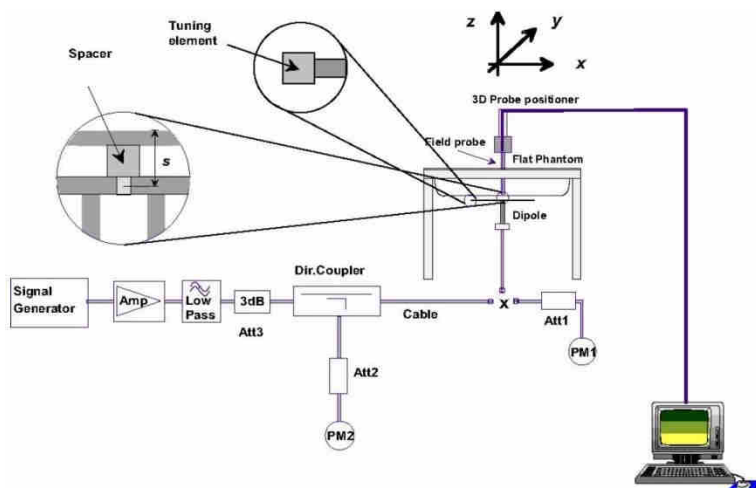 Tuning
element
Spacer
s
z
y
x
3D Probe positioner
Field probe
Flat Phantom
Dipole
Signal
Generator
Amp
Low
Pass
3dB
Att3
Dir.Coupler
Cable
x
Att1
PM1
Att2
PM2